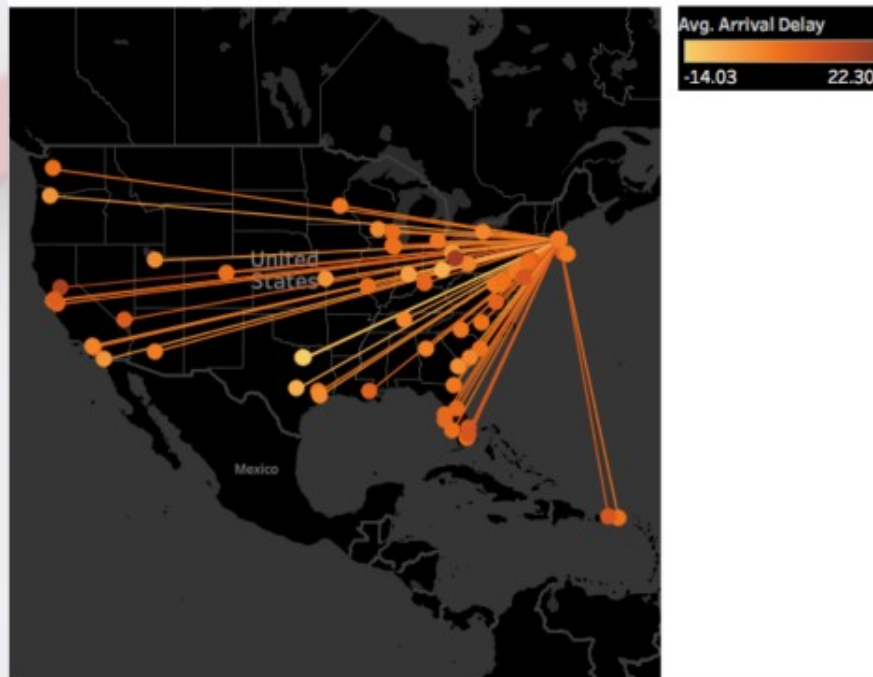 Avg. Arrival Delay
-14.03 22.30
United
States
Mexico